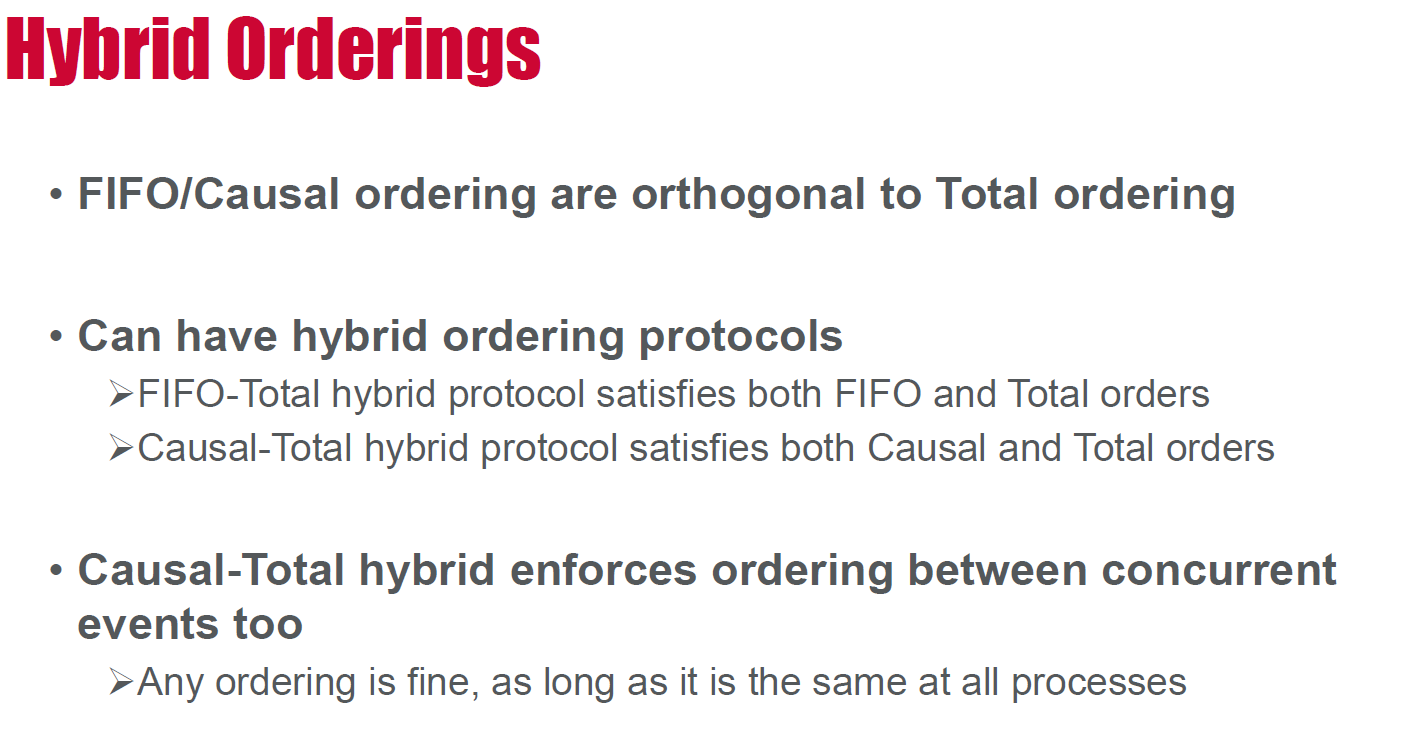 Hybrid Orderings
• FIFO/Causal ordering are orthogonal to Total ordering
• Can have hybrid ordering protocols
➢FIFO-Total hybrid protocol satisfies both FIFO and Total orders
➢Causal-Total hybrid protocol satisfies both Causal and Total orders
• Causal-Total hybrid enforces ordering between concurrent
events too
➢Any ordering is fine, as long as it is the same at all processes